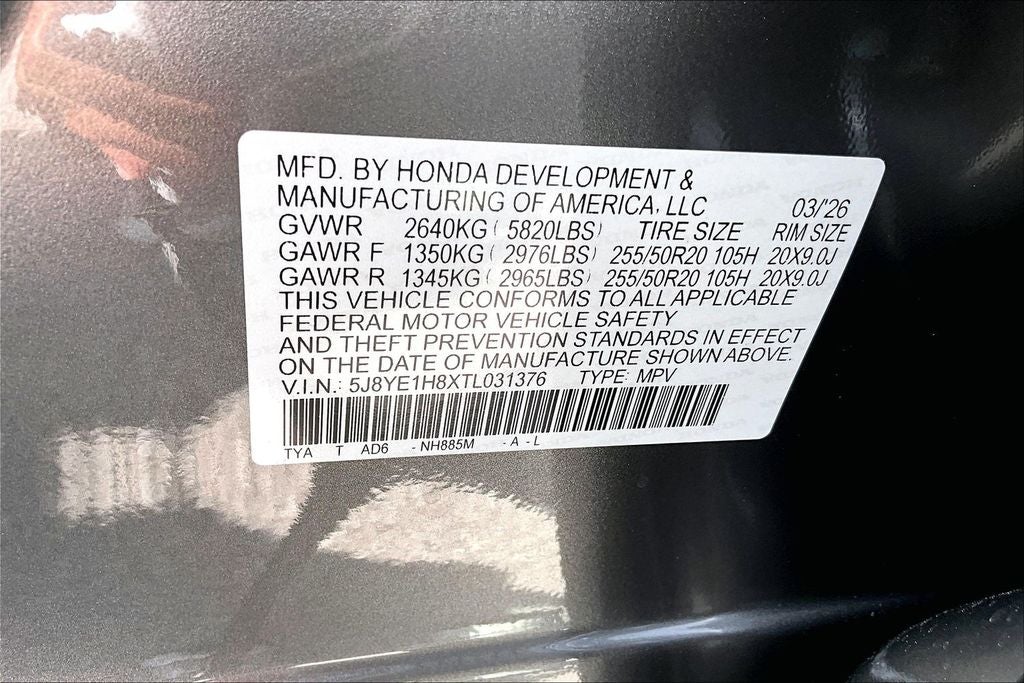 MFD. BY HONDA DEVELOPMENT &
MANUFACTURING OF AMERICA, LLC 03/'26
GVWR 2640KG ( 5820LBS) TIRE SIZE RIM SIZE
GAWR F 1350KG ( 2976LBS) 255/50R20 105H 20X9.0J
GAWR R 1345KG ( 2965LBS) 255/50R20 105H 20X9.0J
THIS VEHICLE CONFORMS TO ALL APPLICABLE
FEDERAL MOTOR VEHICLE SAFETY
AND THEFT PREVENTION STANDARDS IN EFFECT
ON THE DATE OF MANUFACTURE SHOWN ABOVE.
V.I.N.: 5J8YE1H8XTL031376 TYPE: MPV
TYA T AD6 - NH885M - A - L